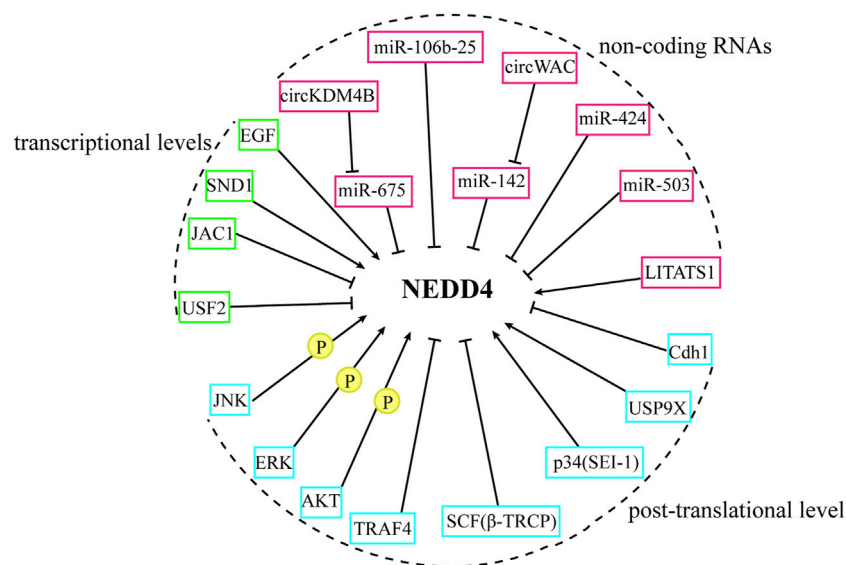 miR-106b-25
non-coding RNAs
circWAC
circKDM4B
miR-424
transcriptional levels
EGF
SND1
miR-675
miR-142
miR-503
JAC1
LITATS1
NEDD4
USF2
P
Cdh1
P
JNK
P
USP9X
ERK
p34(SEI-1)
AKT
TRAF4
SCF(β-TRCP)
post-translational level